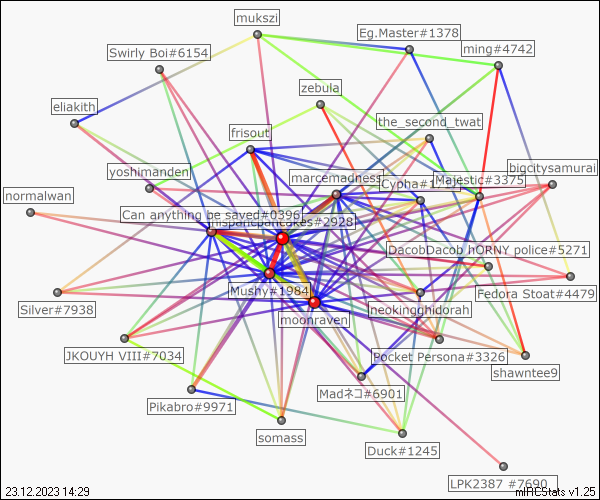 mukszi
Eg.Master#1378
Swirly Boi#6154
ming#4742
zebula
eliakith
the_second_twat
frisout
bigcitysamurai
yoshimanden
marcemadness
Cypha#1
Majestic#3375
normalwan
Can anything be saved#0396
hispanicpancakes#2928
DacobDacob
hORNY police#5271
Mushy#1984
Fedora Stoat#4479
Silver#7938
moonraven
neokingghidorah
JKOUYH VIII#7034
Pocket Persona#3326
shawntee9
Madネコ#6901
Pikabro#9971
somass
Duck#1245
LPK2387 #7690
23.12.2023 14:29
mIRCStats v1.25